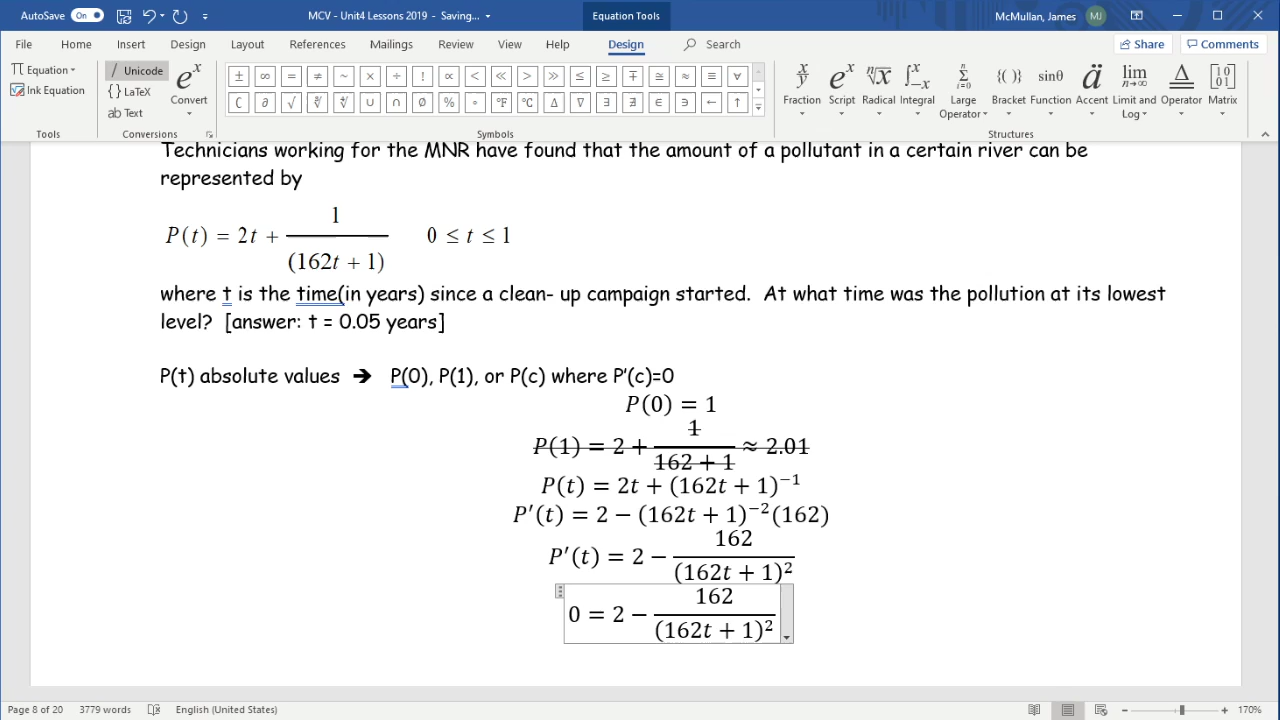 AutoSave On MCV - Unit4 Lessons 2019 - Saving... Equation Tools McMullan, James MJ
File Home Insert Design Layout References Mailings Review View Help Design Search Share Comments
π Equation Unicode
Ink Equation {} LaTeX
ab Text
e^x Convert
± ∞ = ≠ ~ × ÷ ! ∝ < ≪ > ≫ ≤ ≥ ∓ ≅ ≈ ≡ ∀
∁ ∂ √ ∛ ∜ ∪ ∩ ∅ % ° °F °C ∆ ∇ ∃ ∄ ∈ ∋ ← ↑
Fraction Script Radical Integral Large Operator Bracket Function Accent Limit and Log Operator Matrix
Tools Conversions Symbols Structures
Technicians working for the MNR have found that the amount of a pollutant in a certain river can be
represented by
P(t) = 2t + 1/(162t + 1) 0 ≤ t ≤ 1
where t is the time(in years) since a clean- up campaign started. At what time was the pollution at its lowest
level? [answer: t = 0.05 years]
P(t) absolute values ➔ P(0), P(1), or P(c) where P'(c)=0
P(0) = 1
P(1) = 2 + 1/(162 + 1) ≈ 2.01
P(t) = 2t + (162t + 1)⁻¹
P′(t) = 2 − (162t + 1)⁻²(162)
P′(t) = 2 − 162/(162t + 1)²
0 = 2 − 162/(162t + 1)²
Page 8 of 20 3779 words English (United States) 170%